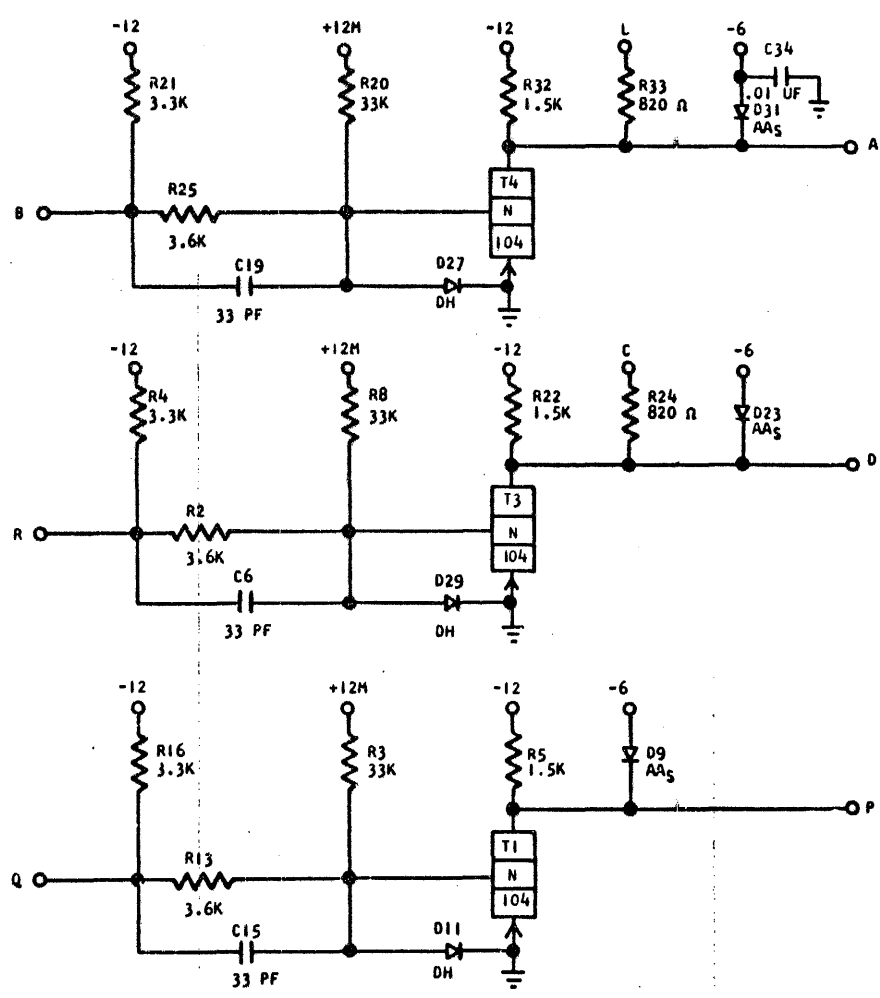 -12 +12M -12 L -6
C34
R21
3.3K
R20
33K
R32
1.5K
R33
820 Ω
.01 UF
D31
AAS
A
R25
B
3.6K
T4
N
104
C19
33 PF
D27
DH
-12 +12M -12 C -6
R4
3.3K
R8
33K
R22
1.5K
R24
820 Ω
D23
AAS
D
R2
R
3.6K
T3
N
104
C6
33 PF
D29
DH
-12 +12M -12 -6
R16
3.3K
R3
33K
R5
1.5K
D9
AAS
P
R13
Q
3.6K
T1
N
104
C15
33 PF
D11
DH